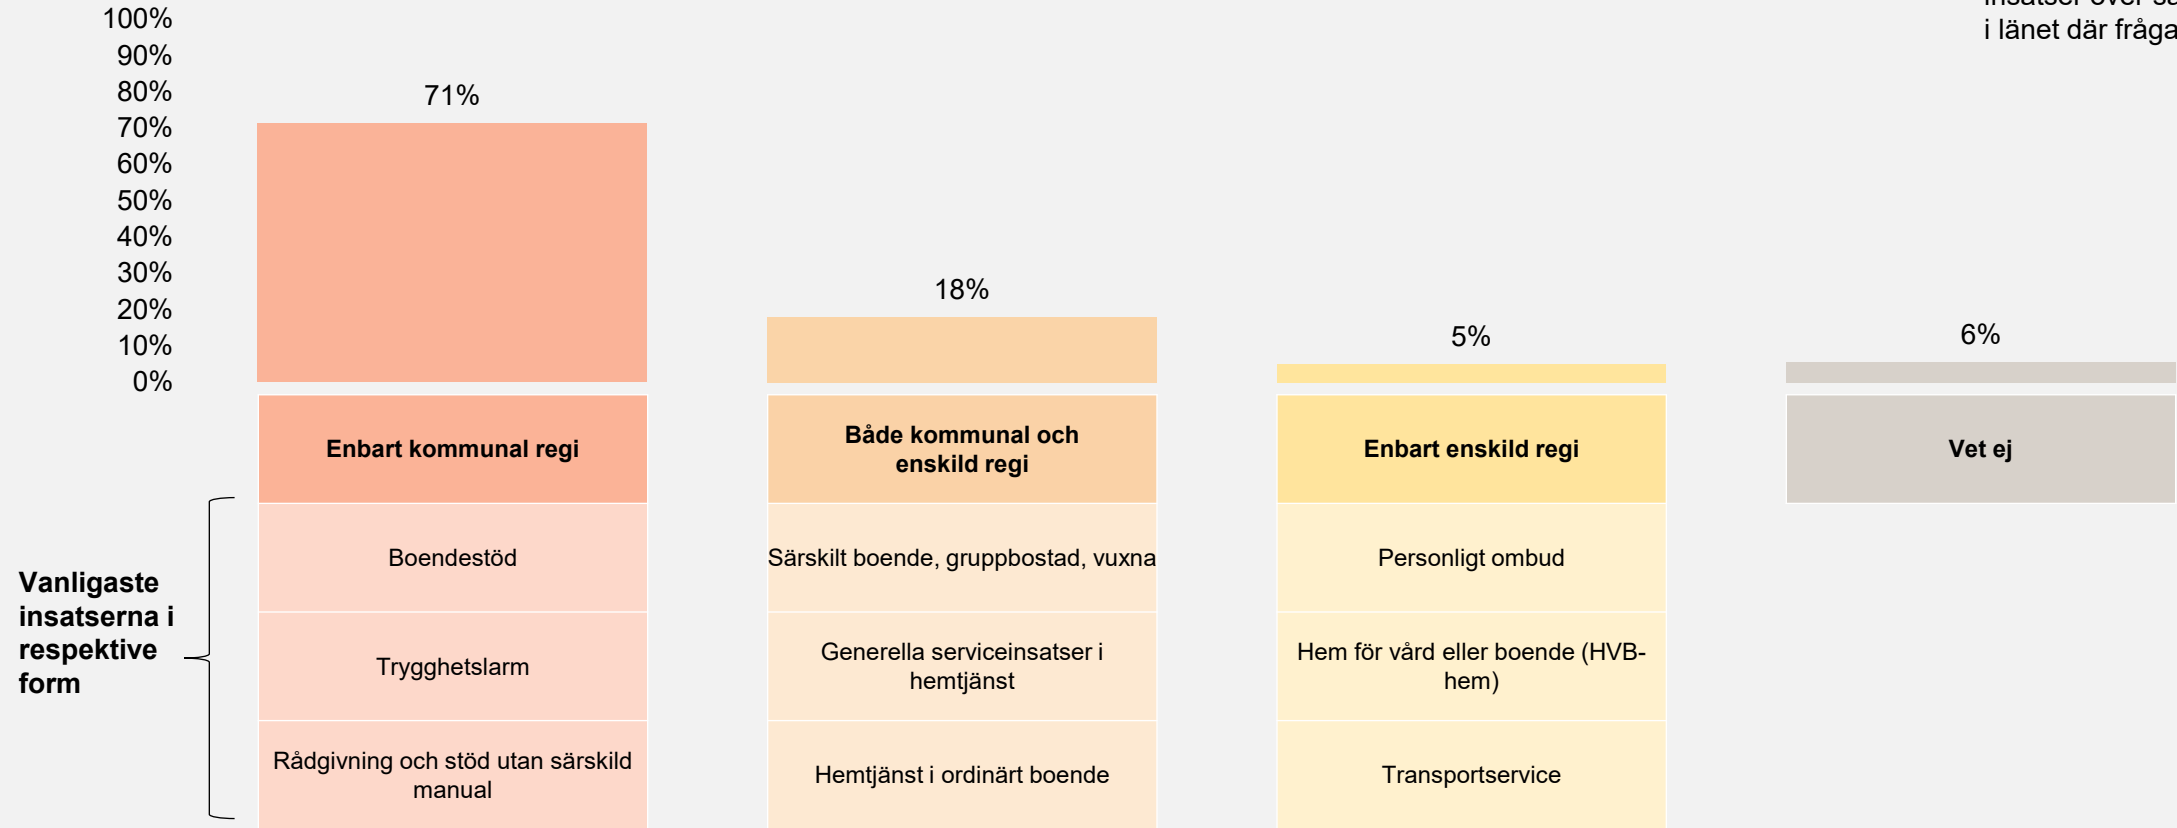 i länet där fråga
100%
90%
80%
70%
60%
50%
40%
30%
20%
10%
0%
71%
18%
5%
6%
Enbart kommunal regi
Både kommunal och
enskild regi
Enbart enskild regi
Vet ej
Vanligaste
insatserna i
respektive
form
Boendestöd
Särskilt boende, gruppbostad, vuxna
Personligt ombud
Trygghetslarm
Generella serviceinsatser i
hemtjänst
Hem för vård eller boende (HVB-
hem)
Rådgivning och stöd utan särskild
manual
Hemtjänst i ordinärt boende
Transportservice